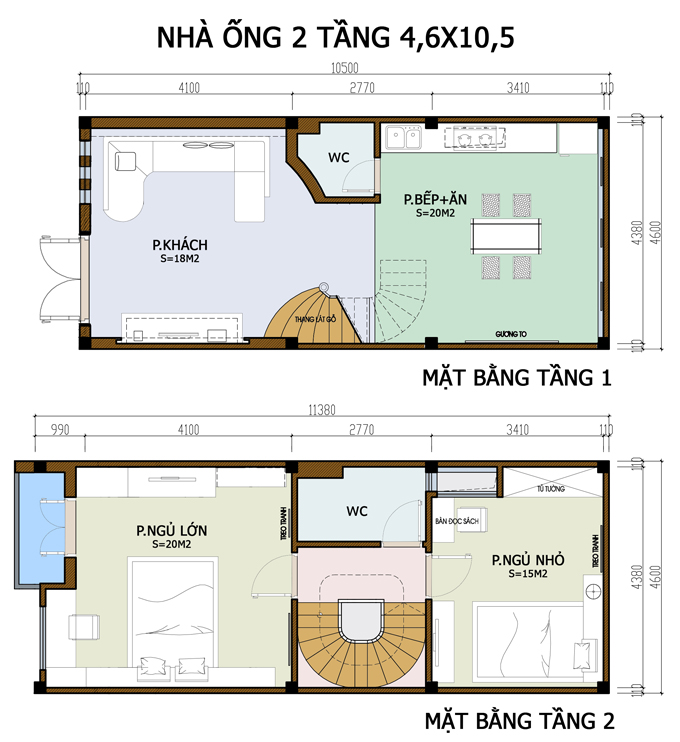 NHÀ ỐNG 2 TẦNG 4,6X10,5
10500
110 4100 2770 3410 110
WC
P.BẾP+ĂN
S=20M2
P.KHÁCH
S=18M2
THANG LÁT GỖ
GƯƠNG TO
110
4380
4600
110
MẶT BẰNG TẦNG 1
11380
990 4100 2770 3410 110
TỦ TƯỜNG
WC
BÀN ĐỌC SÁCH
P.NGỦ LỚN
S=20M2
TREO TRANH
P.NGỦ NHỎ
S=15M2
TREO TRANH
110
4380
4600
110
MẶT BẰNG TẦNG 2